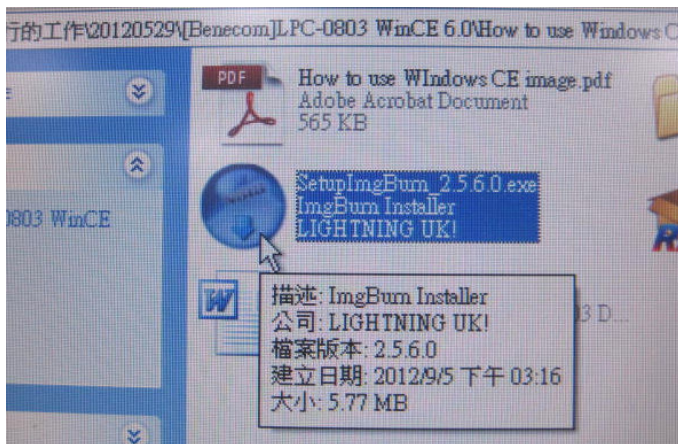 行的工作\20120529\[Benecom]LPC-0803 WinCE 6.0\How to use Windows C
PDF
How to use WIndows CE image.pdf
Adobe Acrobat Document
565 KB
SetupImgBurn_2.5.6.0.exe
ImgBurn Installer
LIGHTNING UK!
0803 WinCE
W
3 D...
描述: ImgBurn Installer
公司: LIGHTNING UK!
檔案版本: 2.5.6.0
建立日期: 2012/9/5 下午 03:16
大小: 5.77 MB